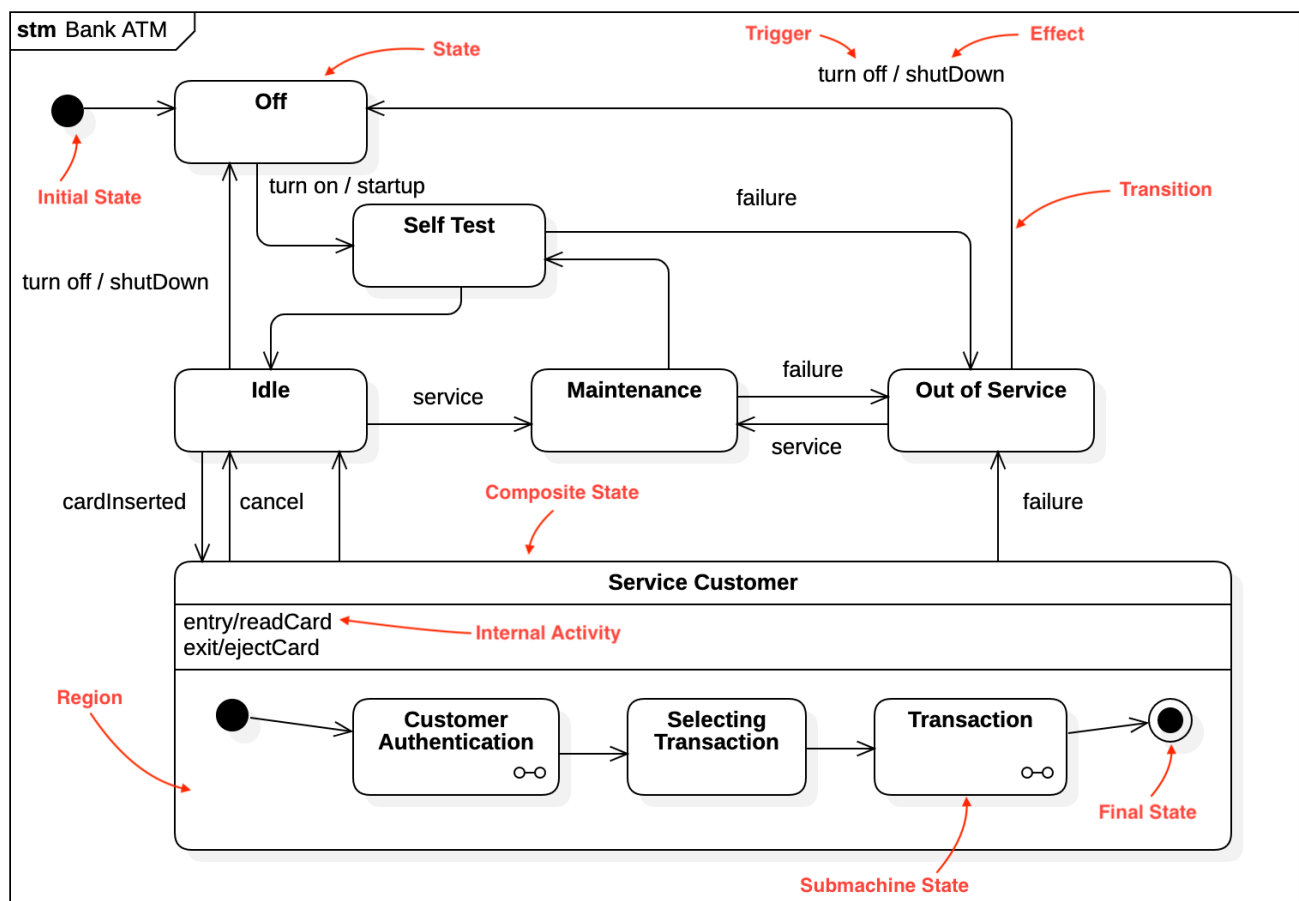 stm Bank ATM
State
Trigger
Effect
turn off / shutDown
Off
Initial State
turn on / startup
failure
Transition
Self Test
turn off / shutDown
Idle
service
Maintenance
failure
service
Out of Service
cardInserted
cancel
Composite State
failure
Service Customer
entry/readCard
exit/ejectCard
Internal Activity
Region
Customer
Authentication
Selecting
Transaction
Transaction
Final State
Submachine State